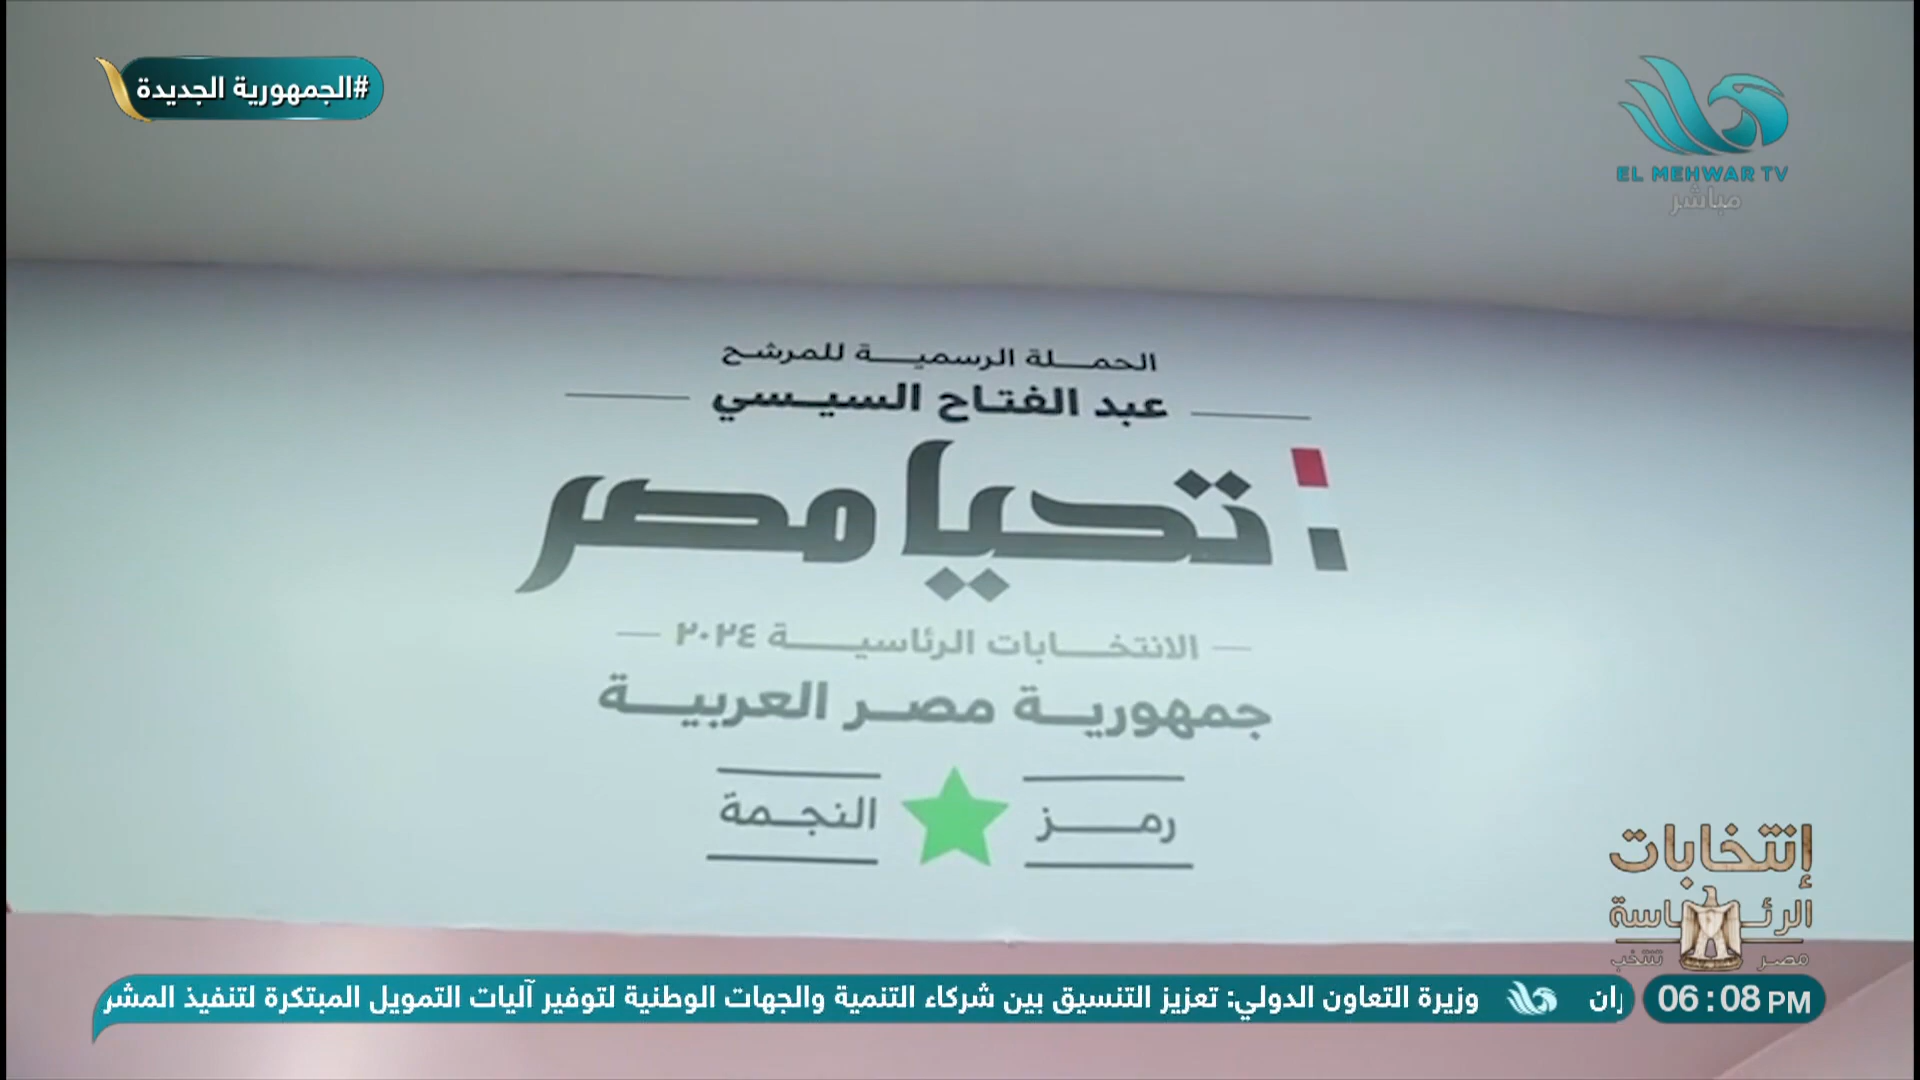 #الجمهورية الجديدة
EL MEHWAR TV
مباشر
الحملة الرسمية للمرشح
عبد الفتاح السيسي
تحيا مصر
الانتخابات الرئاسية ٢٠٢٤
جمهورية مصر العربية
رمز النجمة
إنتخابات
الرئاسة
مصر تنتخب
وزيرة التعاون الدولي: تعزيز التنسيق بين شركاء التنمية والجهات الوطنية لتوفير آليات التمويل المبتكرة لتنفيذ المشر
06:08 PM